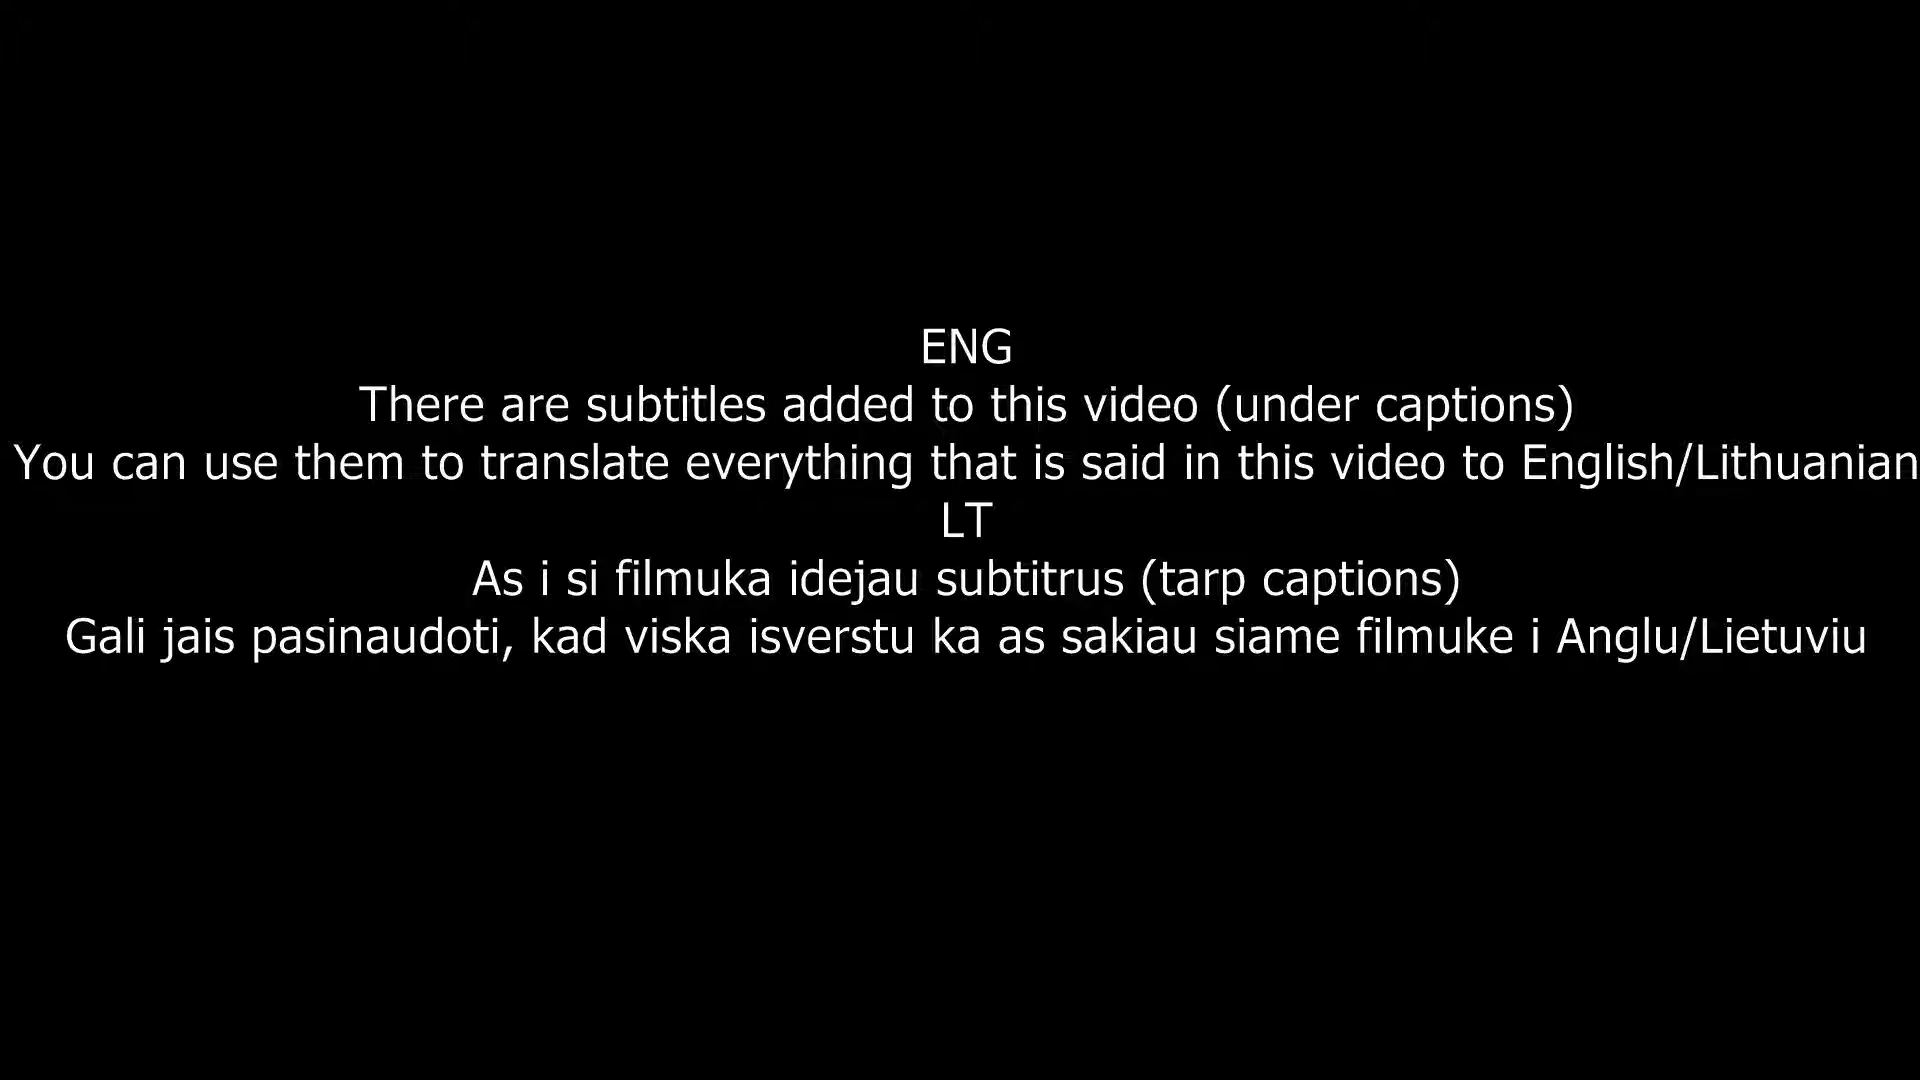 ENG
There are subtitles added to this video (under captions)
You can use them to translate everything that is said in this video to English/Lithuanian
LT
As i si filmuka idejau subtitrus (tarp captions)
Gali jais pasinaudoti, kad viska isverstu ka as sakiau siame filmuke i Anglu/Lietuviu